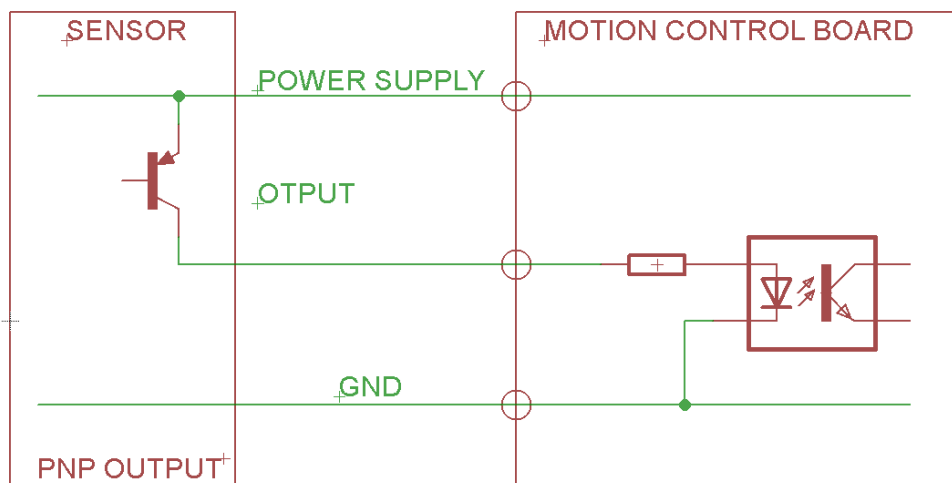 SENSOR
MOTION CONTROL BOARD
POWER SUPPLY
OTPUT
GND
PNP OUTPUT